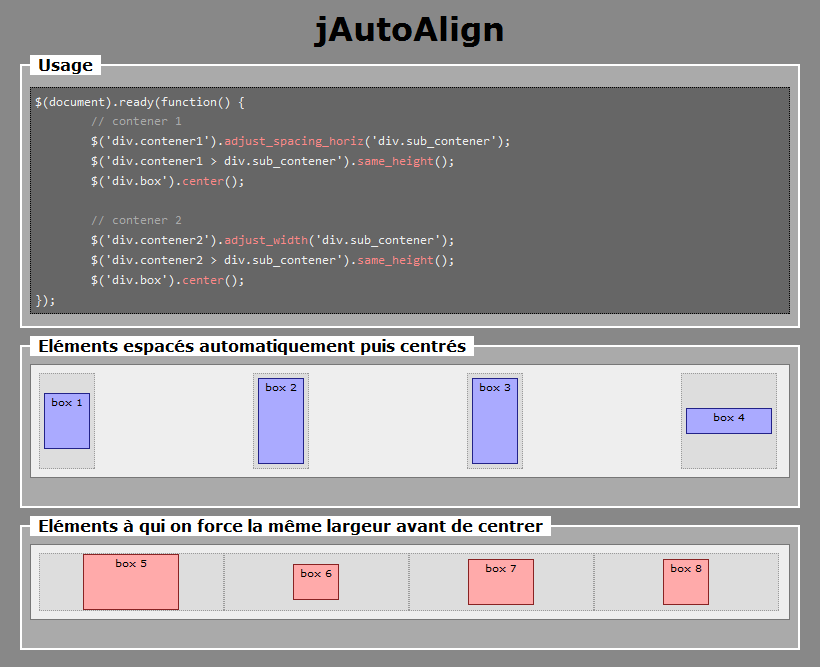 jAutoAlign
Usage
$(document).ready(function() {
// contener 1
$('div.contener1').adjust_spacing_horiz('div.sub_contener');
$('div.contener1 > div.sub_contener').same_height();
$('div.box').center();
// contener 2
$('div.contener2').adjust_width('div.sub_contener');
$('div.contener2 > div.sub_contener').same_height();
$('div.box').center();
});
Eléments espacés automatiquement puis centrés
box 1 box 2 box 3 box 4
Eléments à qui on force la même largeur avant de centrer
box 5 box 6 box 7 box 8